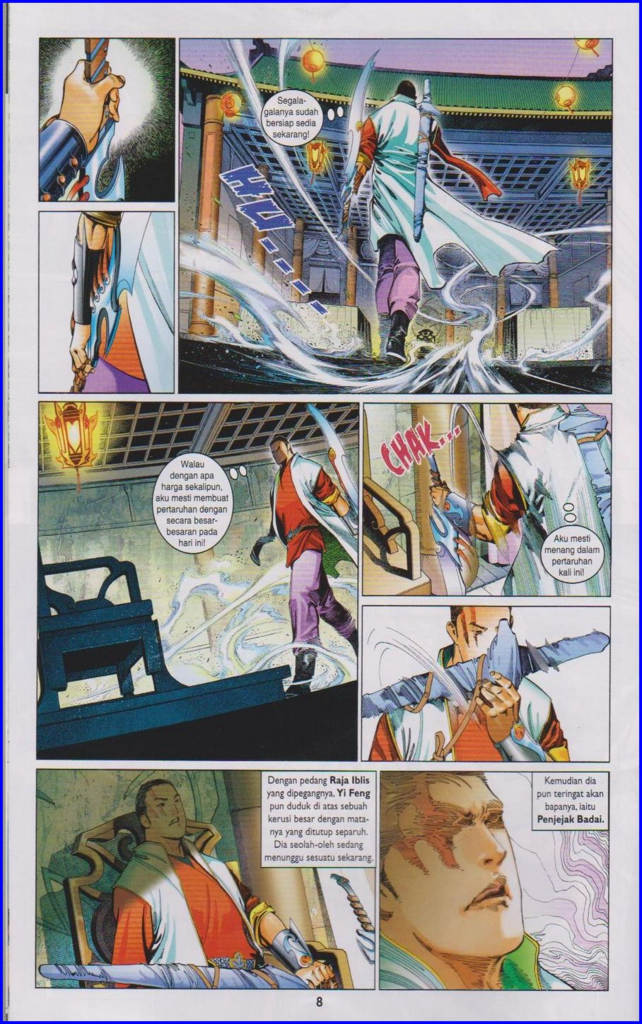 Segala-
galanya sudah
bersiap sedia
sekarang!
HU.....
Walau
dengan apa
harga sekalipun,
aku mesti membuat
pertaruhan dengan
secara besar-
besaran pada
hari ini!
CHAK...
Aku mesti
menang dalam
pertaruhan
kali ini!
Dengan pedang Raja Iblis
yang dipegangnya, Yi Feng
pun duduk di atas sebuah
kerusi besar dengan mata-
nya yang ditutup separuh.
Dia seolah-oleh sedang
menunggu sesuatu sekarang.
Kemudian dia
pun teringat akan
bapanya, iaitu
Penjejak Badai.
8